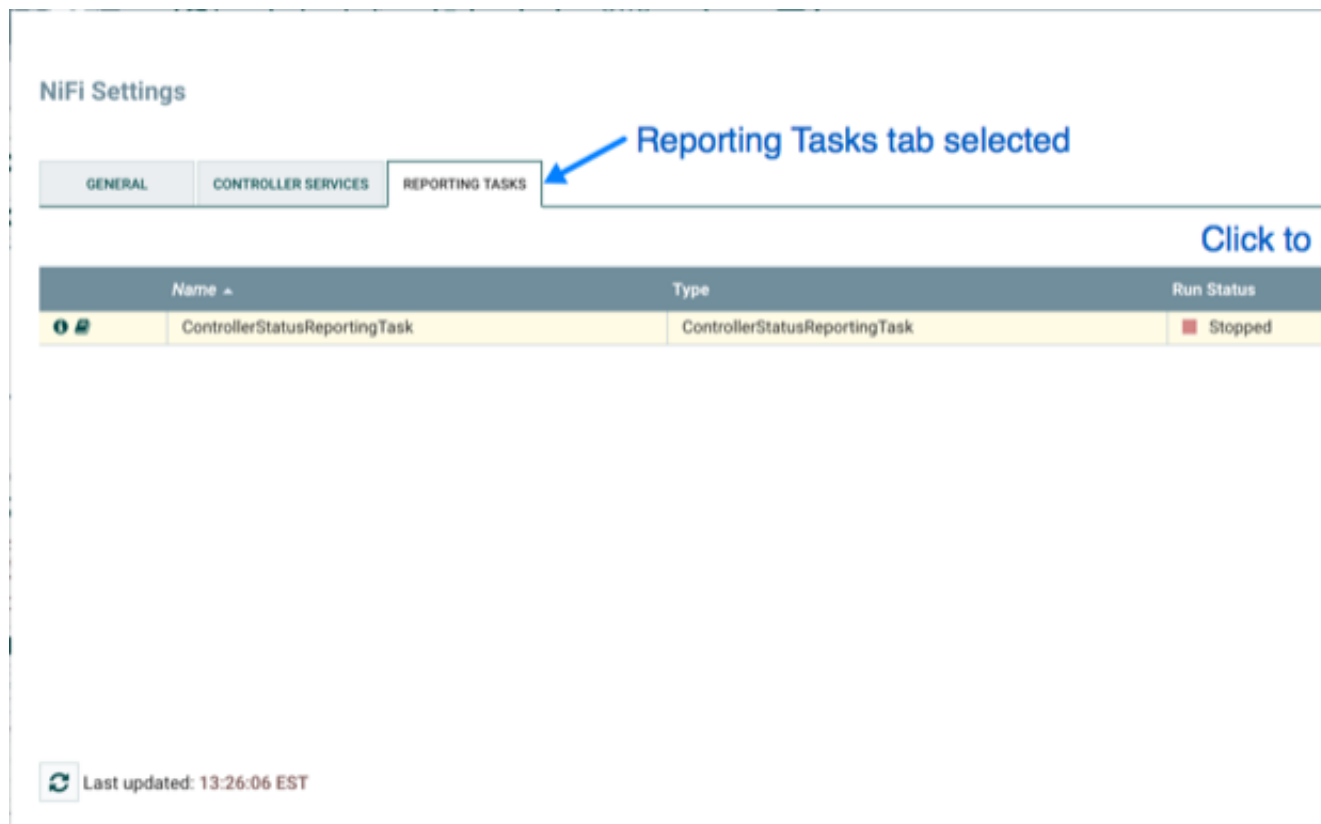 NiFi Settings
Reporting Tasks tab selected
GENERAL CONTROLLER SERVICES REPORTING TASKS
Click to
Name Type Run Status
ControllerStatusReportingTask ControllerStatusReportingTask Stopped
Last updated: 13:26:06 EST